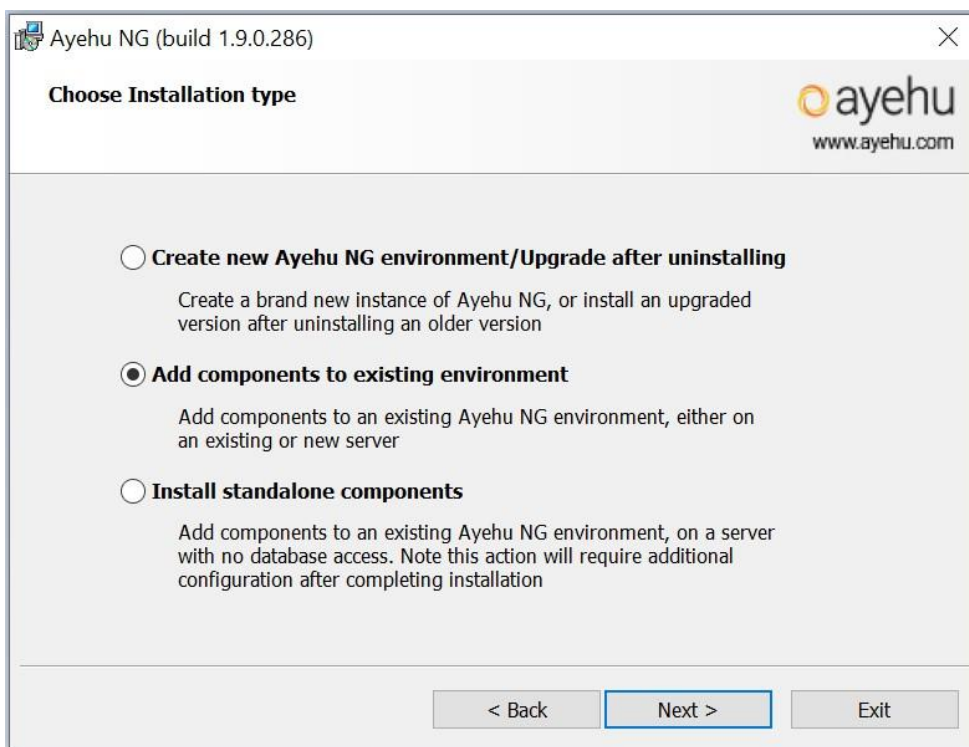 Ayehu NG (build 1.9.0.286)
Choose Installation type
ayehu
www.ayehu.com
Create new Ayehu NG environment/Upgrade after uninstalling
Create a brand new instance of Ayehu NG, or install an upgraded
version after uninstalling an older version
Add components to existing environment
Add components to an existing Ayehu NG environment, either on
an existing or new server
Install standalone components
Add components to an existing Ayehu NG environment, on a server
with no database access. Note this action will require additional
configuration after completing installation
< Back Next > Exit